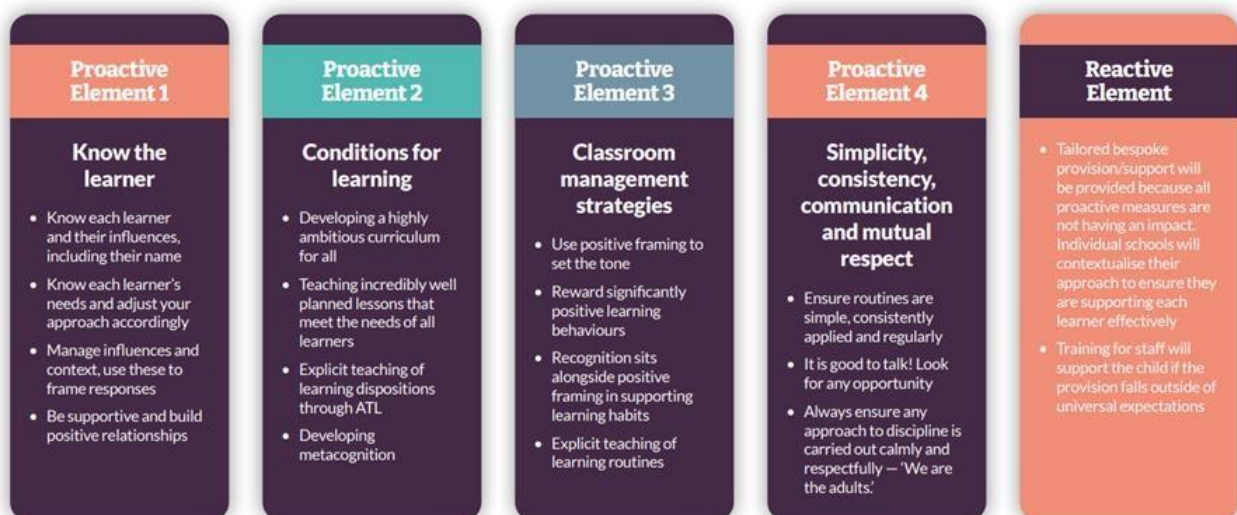 Proactive
Element 1
Know the
learner
• Know each learner
and their influences,
including their name
• Know each learner's
needs and adjust your
approach accordingly
• Manage influences and
context, use these to
frame responses
• Be supportive and build
positive relationships
Proactive
Element 2
Conditions for
learning
• Developing a highly
ambitious curriculum
for all
• Teaching incredibly well
planned lessons that
meet the needs of all
learners
• Explicit teaching of
learning dispositions
through ATL
• Developing
metacognition
Proactive
Element 3
Classroom
management
strategies
• Use positive framing to
set the tone
• Reward significantly
positive learning
behaviours
• Recognition sits
alongside positive
framing in supporting
learning habits
• Explicit teaching of
learning routines
Proactive
Element 4
Simplicity,
consistency,
communication
and mutual
respect
• Ensure routines are
simple, consistently
applied and regularly
• It is good to talk! Look
for any opportunity
• Always ensure any
approach to discipline is
carried out calmly and
respectfully — 'We are
the adults.'
Reactive
Element
• Tailored bespoke
provision/support will
be provided because all
proactive measures are
not having an impact.
Individual schools will
contextualise their
approach to ensure they
are supporting each
learner effectively
• Training for staff will
support the child if the
provision falls outside of
universal expectations